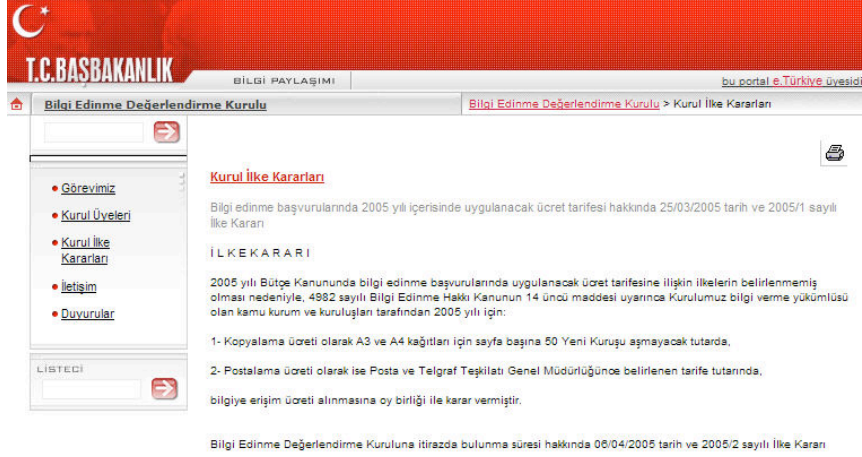 T.C.BAŞBAKANLIK
BİLGİ PAYLAŞIMI
bu portal e.Türkiye üyesidi
Bilgi Edinme Değerlendirme Kurulu
Bilgi Edinme Değerlendirme Kurulu > Kurul İlke Kararları
Görevimiz
Kurul Üyeleri
Kurul İlke
Kararları
İletişim
Duyurular
LİSTECİ
Kurul İlke Kararları
Bilgi edinme başvurularında 2005 yılı içerisinde uygulanacak ücret tarifesi hakkında 25/03/2005 tarih ve 2005/1 sayılı
İlke Kararı
İ L K E K A R A R I
2005 yılı Bütçe Kanununda bilgi edinme başvurularında uygulanacak ücret tarifesine ilişkin ilkelerin belirlenmemiş
olması nedeniyle, 4982 sayılı Bilgi Edinme Hakkı Kanunun 14 üncü maddesi uyarınca Kurulumuz bilgi verme yükümlüsü
olan kamu kurum ve kuruluşları tarafından 2005 yılı için:
1- Kopyalama ücreti olarak A3 ve A4 kağıtları için sayfa başına 50 Yeni Kuruşu aşmayacak tutarda,
2- Postalama ücreti olarak ise Posta ve Telgraf Teşkilatı Genel Müdürlüğünce belirlenen tarife tutarında,
bilgiye erişim ücreti alınmasına oy birliği ile karar vermiştir.
Bilgi Edinme Değerlendirme Kuruluna itirazda bulunma süresi hakkında 06/04/2005 tarih ve 2005/2 sayılı İlke Kararı